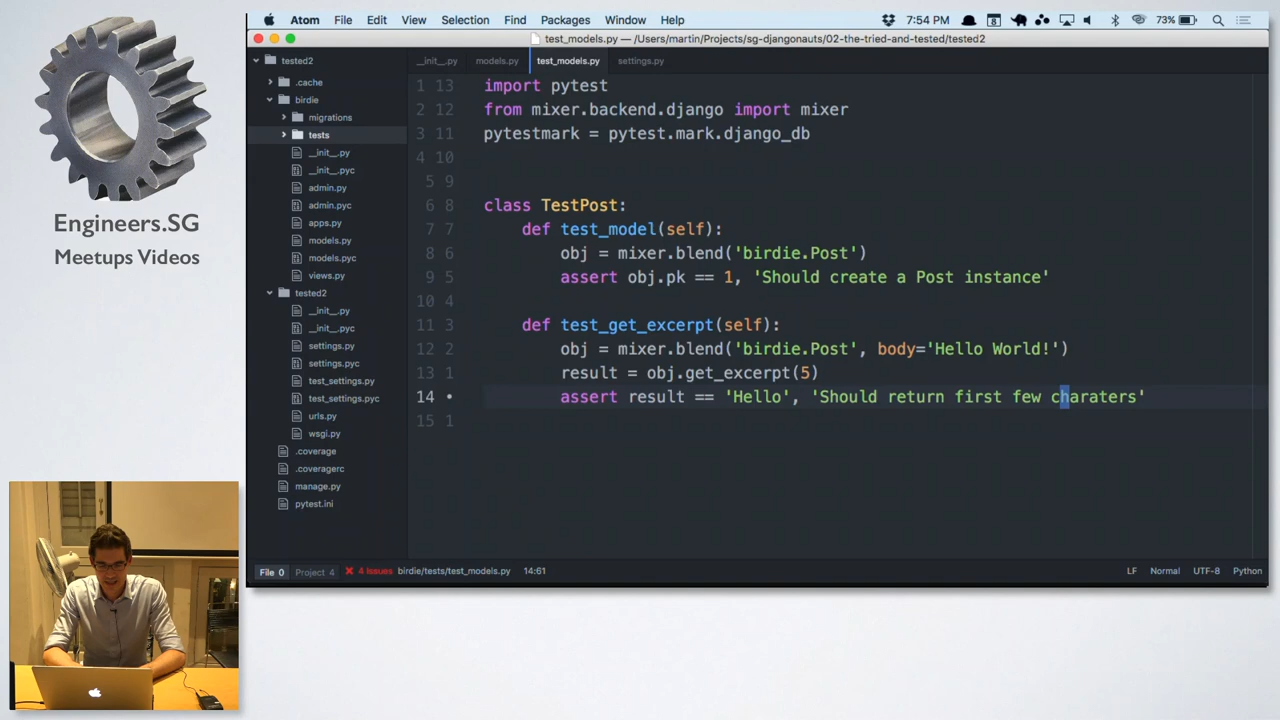 Engineers.SG
Meetups Videos
Atom File Edit View Selection Find Packages Window Help 7:54 PM 8 73%
test_models.py — /Users/martin/Projects/sg-djangonauts/02-the-tried-and-tested/tested2
tested2
.cache
birdie
migrations
tests
__init__.py
__init__.pyc
admin.py
admin.pyc
apps.py
models.py
models.pyc
views.py
tested2
__init__.py
__init__.pyc
settings.py
settings.pyc
test_settings.py
test_settings.pyc
urls.py
wsgi.py
.coverage
.coveragerc
manage.py
pytest.ini
__init__.py models.py test_models.py settings.py
1 13 import pytest
2 12 from mixer.backend.django import mixer
3 11 pytestmark = pytest.mark.django_db
4 10
5 9
6 8 class TestPost:
7 7 def test_model(self):
8 6 obj = mixer.blend('birdie.Post')
9 5 assert obj.pk == 1, 'Should create a Post instance'
10 4
11 3 def test_get_excerpt(self):
12 2 obj = mixer.blend('birdie.Post', body='Hello World!')
13 1 result = obj.get_excerpt(5)
14 • assert result == 'Hello', 'Should return first few charaters'
15 1
File 0 Project 4 4 Issues birdie/tests/test_models.py 14:61 LF Normal UTF-8 Python